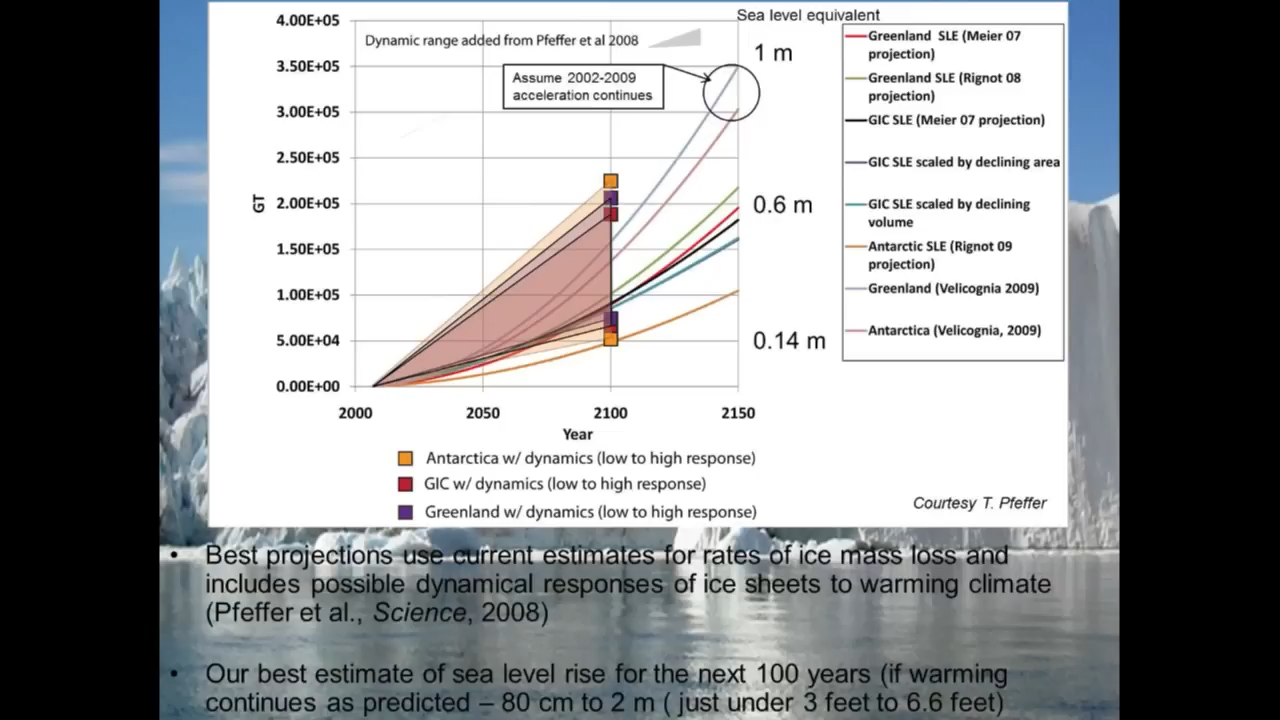 Sea level equivalent
4.00E+05
3.50E+05
3.00E+05
2.50E+05
2.00E+05
1.50E+05
1.00E+05
5.00E+04
0.00E+00
GT
Dynamic range added from Pfeffer et al 2008
Assume 2002-2009
acceleration continues
1 m
0.6 m
0.14 m
2000 2050 2100 2150
Year
Greenland SLE (Meier 07
projection)
Greenland SLE (Rignot 08
projection)
GIC SLE (Meier 07 projection)
GIC SLE scaled by declining area
GIC SLE scaled by declining
volume
Antarctic SLE (Rignot 09
projection)
Greenland (Velicognia 2009)
Antarctica (Velicognia, 2009)
Antarctica w/ dynamics (low to high response)
GIC w/ dynamics (low to high response)
Greenland w/ dynamics (low to high response)
Courtesy T. Pfeffer
• Best projections use current estimates for rates of ice mass loss and
includes possible dynamical responses of ice sheets to warming climate
(Pfeffer et al., Science, 2008)
• Our best estimate of sea level rise for the next 100 years (if warming
continues as predicted – 80 cm to 2 m ( just under 3 feet to 6.6 feet)